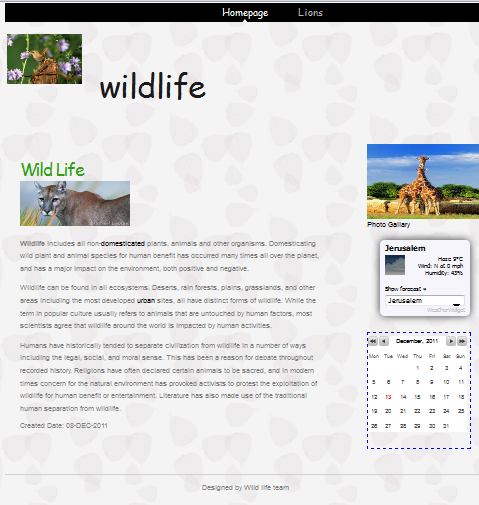 Homepage Lions
wildlife
Wild Life
Wildlife includes all non-domesticated plants, animals and other organisms. Domesticating
wild plant and animal species for human benefit has occurred many times all over the planet,
and has a major impact on the environment, both positive and negative.
Wildlife can be found in all ecosystems. Deserts, rain forests, plains, grasslands, and other
areas including the most developed urban sites, all have distinct forms of wildlife. While the
term in popular culture usually refers to animals that are untouched by human factors, most
scientists agree that wildlife around the world is impacted by human activities.
Humans have historically tended to separate civilization from wildlife in a number of ways
including the legal, social, and moral sense. This has been a reason for debate throughout
recorded history. Religions have often declared certain animals to be sacred, and in modern
times concern for the natural environment has provoked activists to protest the exploitation of
wildlife for human benefit or entertainment. Literature has also made use of the traditional
human separation from wildlife.
Created Date: 08-DEC-2011
Photo Gallary
Jerusalem
Haze 9°C
Wind: N at 0 mph
Humidity: 43%
Show forecast »
Jerusalem
WeatherWidget
December, 2011
Mon Tue Wed Thu Fri Sat Sun
1 2 3 4
5 6 7 8 9 10 11
12 13 14 15 16 17 18
19 20 21 22 23 24 25
26 27 28 29 30 31
Designed by Wild life team